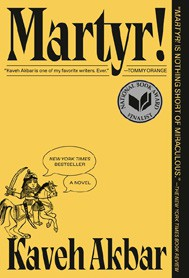 Martyr!
"Kaveh Akbar is one of my favorite writers. Ever." —TOMMY ORANGE
NATIONAL BOOK AWARD
FINALIST
"MARTYR! IS NOTHING SHORT OF MIRACULOUS." —THE NEW YORK TIMES BOOK REVIEW
NEW YORK TIMES
BESTSELLER
A NOVEL
Kaveh Akbar